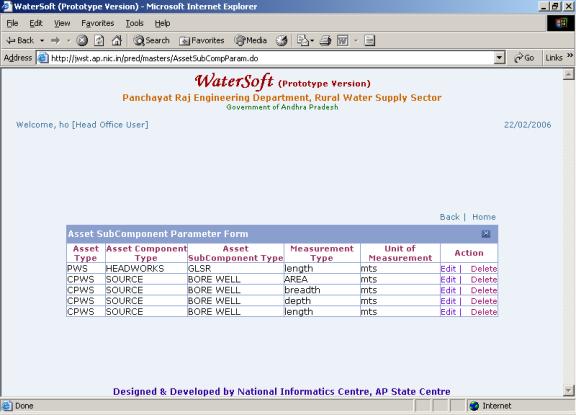 WaterSoft (Prototype Version) - Microsoft Internet Explorer
File Edit View Favorites Tools Help
Back Search Favorites Media
Address http://jwst.ap.nic.in/pred/masters/AssetSubCompParam.do Go Links »
WaterSoft (Prototype Version)
Panchayat Raj Engineering Department, Rural Water Supply Sector
Government of Andhra Pradesh
Welcome, ho [Head Office User] 22/02/2006
Back | Home
Asset SubComponent Parameter Form
Asset Type Asset Component Type Asset SubComponent Type Measurement Type Unit of Measurement Action
PWS HEADWORKS GLSR length mts Edit | Delete
CPWS SOURCE BORE WELL AREA mts Edit | Delete
CPWS SOURCE BORE WELL breadth mts Edit | Delete
CPWS SOURCE BORE WELL depth mts Edit | Delete
CPWS SOURCE BORE WELL length mts Edit | Delete
Designed & Developed by National Informatics Centre, AP State Centre
Done Internet